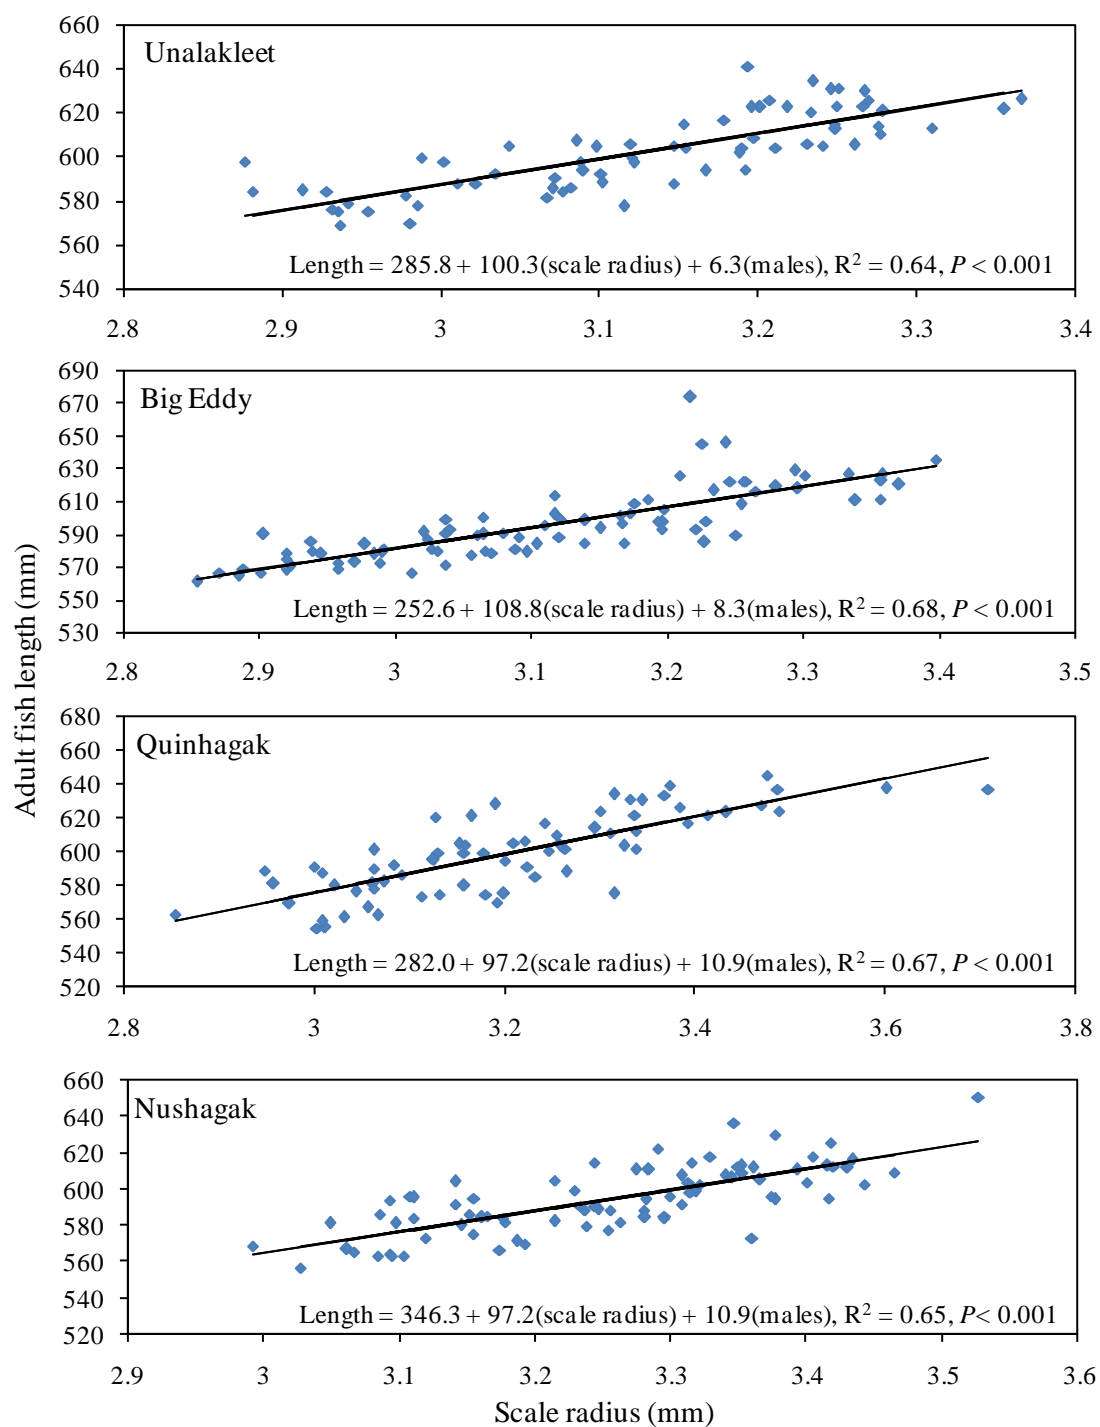 660
640
620
600
580
560
540
Unalakleet
Length = 285.8 + 100.3(scale radius) + 6.3(males), R² = 0.64, P < 0.001
2.8 2.9 3 3.1 3.2 3.3 3.4
690
670
650
630
610
590
570
550
530
Big Eddy
Length = 252.6 + 108.8(scale radius) + 8.3(males), R² = 0.68, P < 0.001
2.8 2.9 3 3.1 3.2 3.3 3.4 3.5
Adult fish length (mm)
680
660
640
620
600
580
560
540
520
Quinhagak
Length = 282.0 + 97.2(scale radius) + 10.9(males), R² = 0.67, P < 0.001
2.8 3 3.2 3.4 3.6 3.8
660
640
620
600
580
560
540
520
Nushagak
Length = 346.3 + 97.2(scale radius) + 10.9(males), R² = 0.65, P < 0.001
2.9 3 3.1 3.2 3.3 3.4 3.5 3.6
Scale radius (mm)